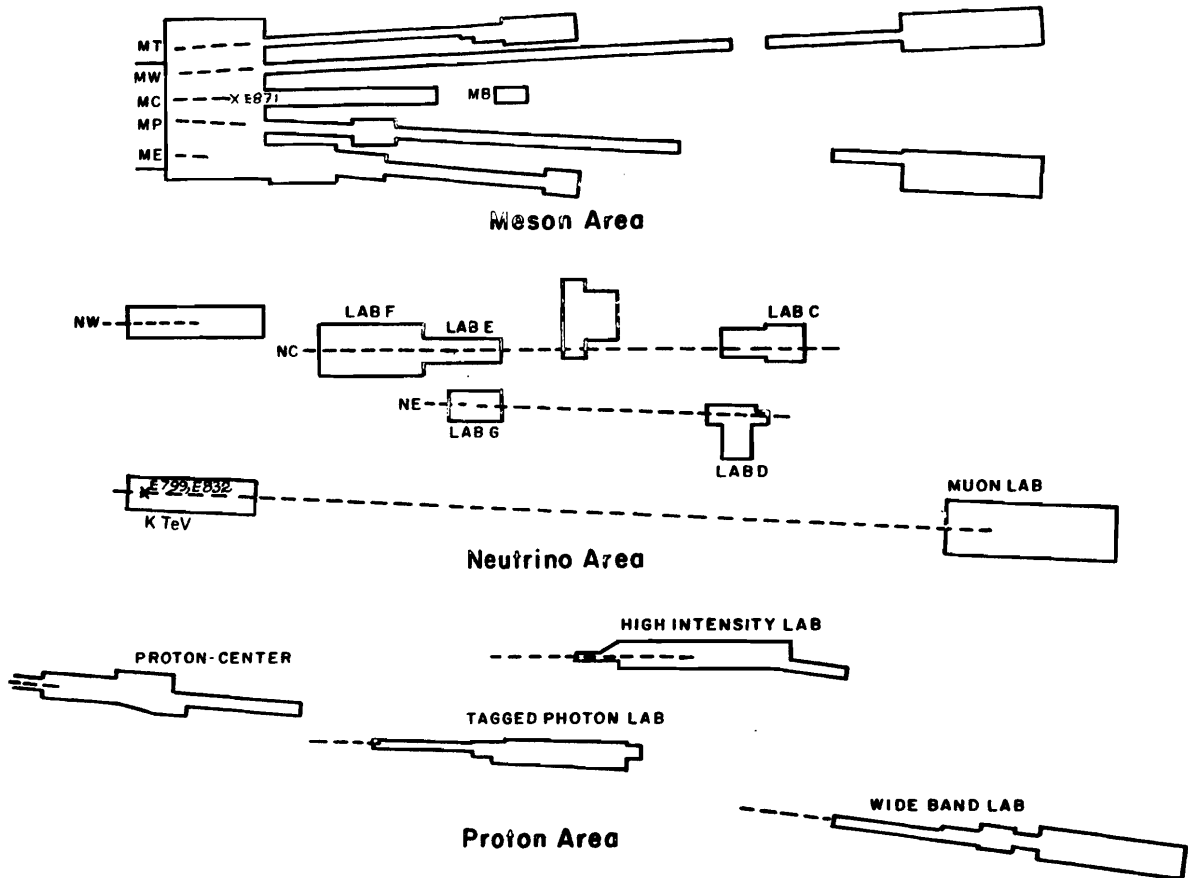 MT
MW
MC
X E871
MB
MP
ME
Meson Area
NW
LAB F
LAB E
LAB C
NC
NE
LAB G
LAB D
X E799, E832
K TeV
MUON LAB
Neutrino Area
HIGH INTENSITY LAB
PROTON-CENTER
TAGGED PHOTON LAB
WIDE BAND LAB
Proton Area